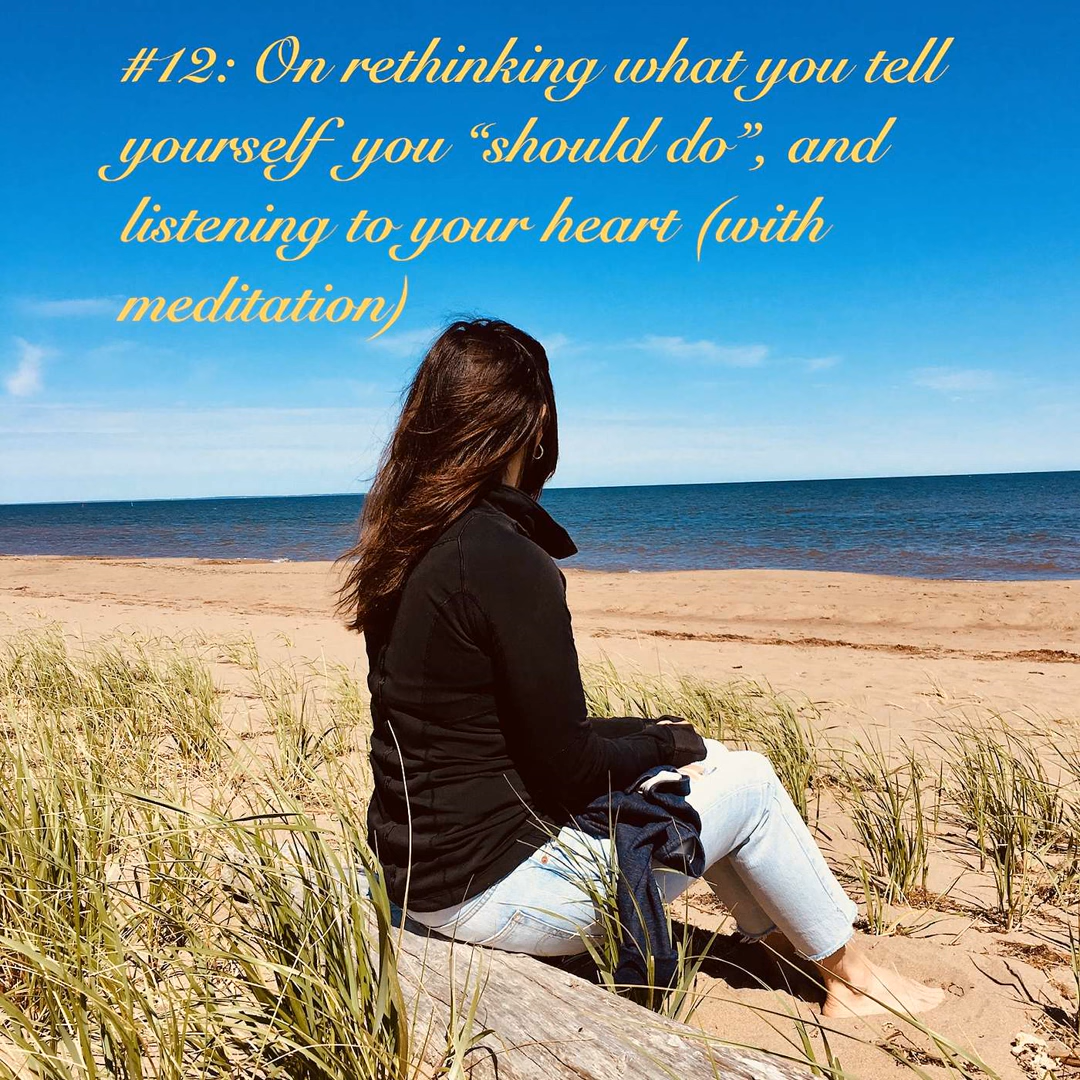 #12: On rethinking what you tell
yourself you “should do”, and
listening to your heart (with
meditation)